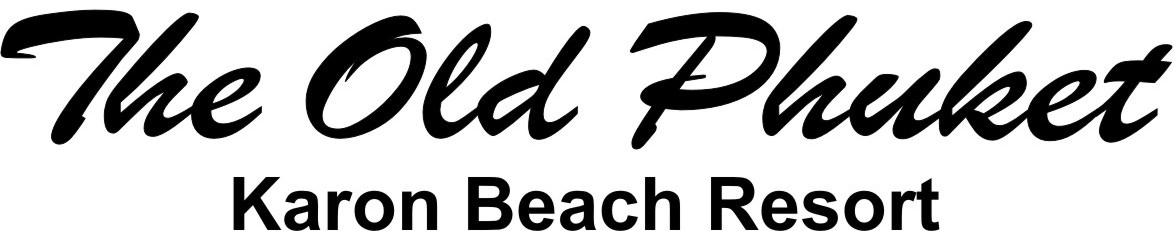 The Old Phuket
Karon Beach Resort